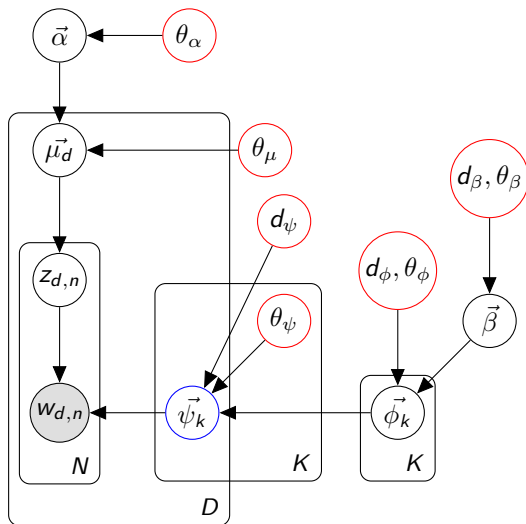 α⃗ θ_α
μ⃗_d θ_μ
d_β, θ_β
d_ψ
z_{d,n} d_ϕ, θ_ϕ
θ_ψ β⃗
w_{d,n} ψ⃗_k ϕ⃗_k
N K K
D